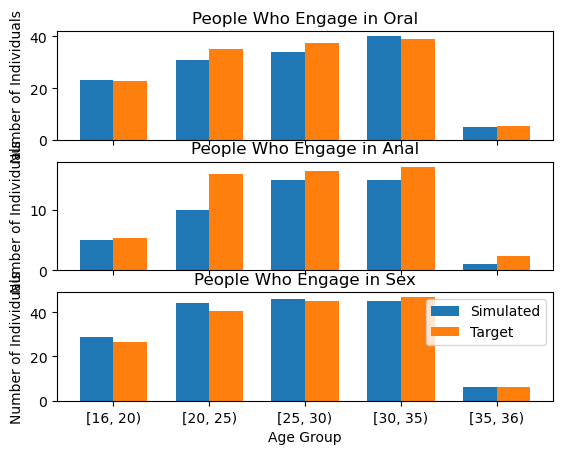 People Who Engage in Oral
Number of Individuals
40
20
0
People Who Engage in Anal
Number of Individuals
10
0
People Who Engage in Sex
Number of Individuals
40
20
0
Simulated
Target
[16, 20)
[20, 25)
[25, 30)
[30, 35)
[35, 36)
Age Group